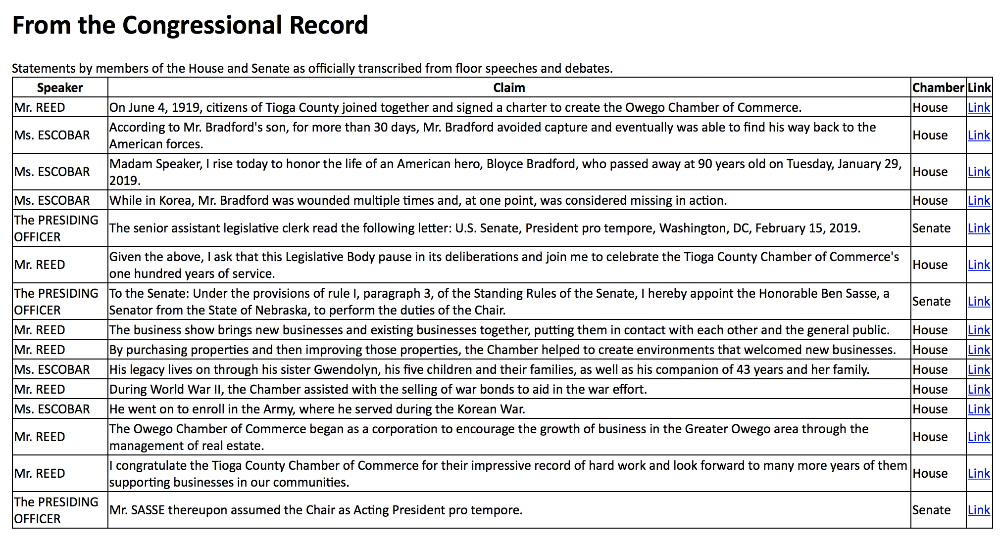 From the Congressional Record
Statements by members of the House and Senate as officially transcribed from floor speeches and debates.
Speaker Claim Chamber Link
Mr. REED On June 4, 1919, citizens of Tioga County joined together and signed a charter to create the Owego Chamber of Commerce. House Link
Ms. ESCOBAR According to Mr. Bradford's son, for more than 30 days, Mr. Bradford avoided capture and eventually was able to find his way back to the
American forces. House Link
Ms. ESCOBAR Madam Speaker, I rise today to honor the life of an American hero, Bloyce Bradford, who passed away at 90 years old on Tuesday, January 29,
2019. House Link
Ms. ESCOBAR While in Korea, Mr. Bradford was wounded multiple times and, at one point, was considered missing in action. House Link
The PRESIDING
OFFICER The senior assistant legislative clerk read the following letter: U.S. Senate, President pro tempore, Washington, DC, February 15, 2019. Senate Link
Mr. REED Given the above, I ask that this Legislative Body pause in its deliberations and join me to celebrate the Tioga County Chamber of Commerce's
one hundred years of service. House Link
The PRESIDING
OFFICER To the Senate: Under the provisions of rule I, paragraph 3, of the Standing Rules of the Senate, I hereby appoint the Honorable Ben Sasse, a
Senator from the State of Nebraska, to perform the duties of the Chair. Senate Link
Mr. REED The business show brings new businesses and existing businesses together, putting them in contact with each other and the general public. House Link
Mr. REED By purchasing properties and then improving those properties, the Chamber helped to create environments that welcomed new businesses. House Link
Ms. ESCOBAR His legacy lives on through his sister Gwendolyn, his five children and their families, as well as his companion of 43 years and her family. House Link
Mr. REED During World War II, the Chamber assisted with the selling of war bonds to aid in the war effort. House Link
Ms. ESCOBAR He went on to enroll in the Army, where he served during the Korean War. House Link
Mr. REED The Owego Chamber of Commerce began as a corporation to encourage the growth of business in the Greater Owego area through the
management of real estate. House Link
Mr. REED I congratulate the Tioga County Chamber of Commerce for their impressive record of hard work and look forward to many more years of them
supporting businesses in our communities. House Link
The PRESIDING
OFFICER Mr. SASSE thereupon assumed the Chair as Acting President pro tempore. Senate Link